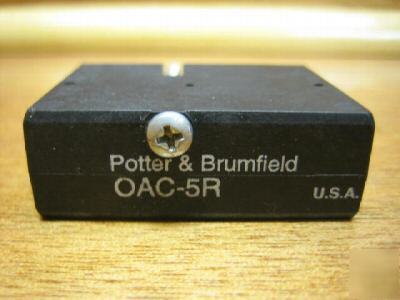 Potter & Brumfield
OAC-5R
U.S.A.